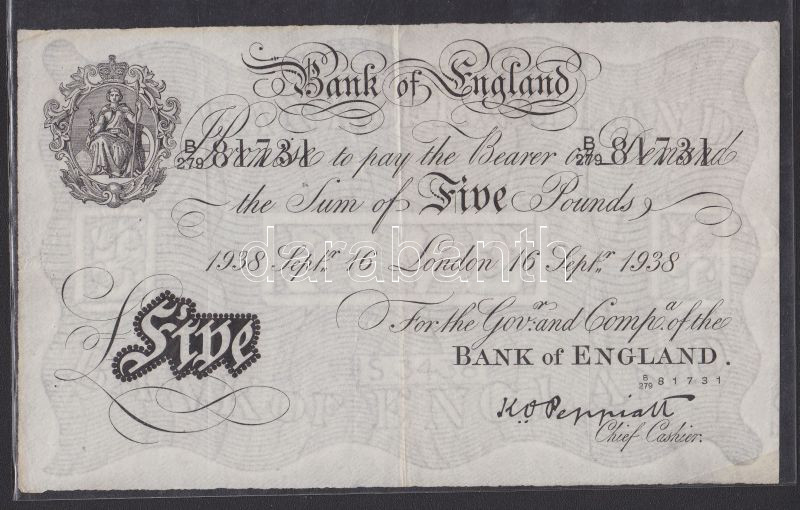 Bank of England
B/279 81731 B/279 81731
I Promise to pay the Bearer on Demand
the Sum of Five Pounds
darabanth
1938 Septr. 16 London 16 Septr. 1938
For the Govr. and Compa. of the
BANK of ENGLAND.
£ Five
B/279 81731
K.O. Peppiatt
Chief Cashier.